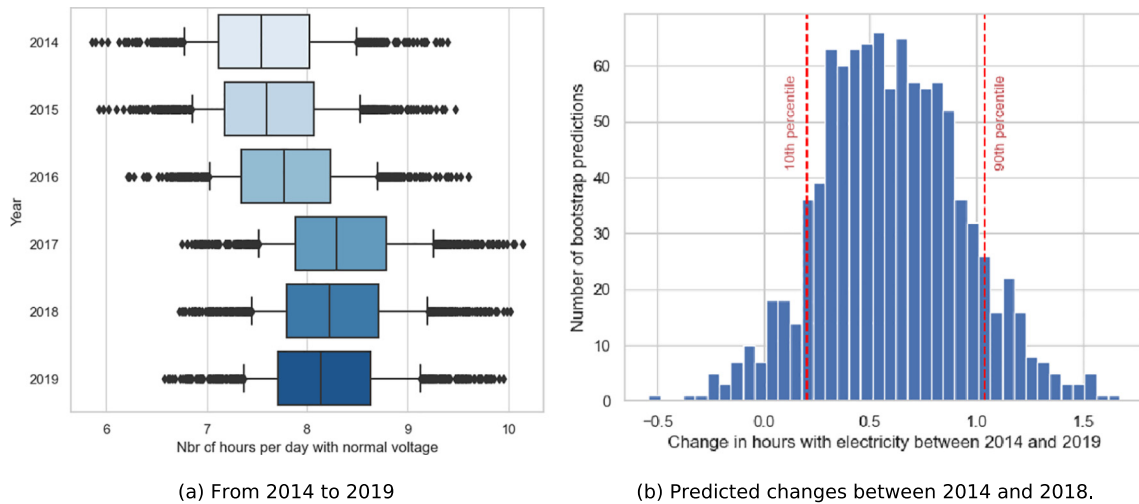 2014
2015
2016
2017
2018
2019
Year
6 7 8 9 10
Nbr of hours per day with normal voltage
(a) From 2014 to 2019
60
50
40
30
20
10
0
Number of bootstrap predictions
10th percentile
90th percentile
−0.5 0.0 0.5 1.0 1.5
Change in hours with electricity between 2014 and 2019
(b) Predicted changes between 2014 and 2018.